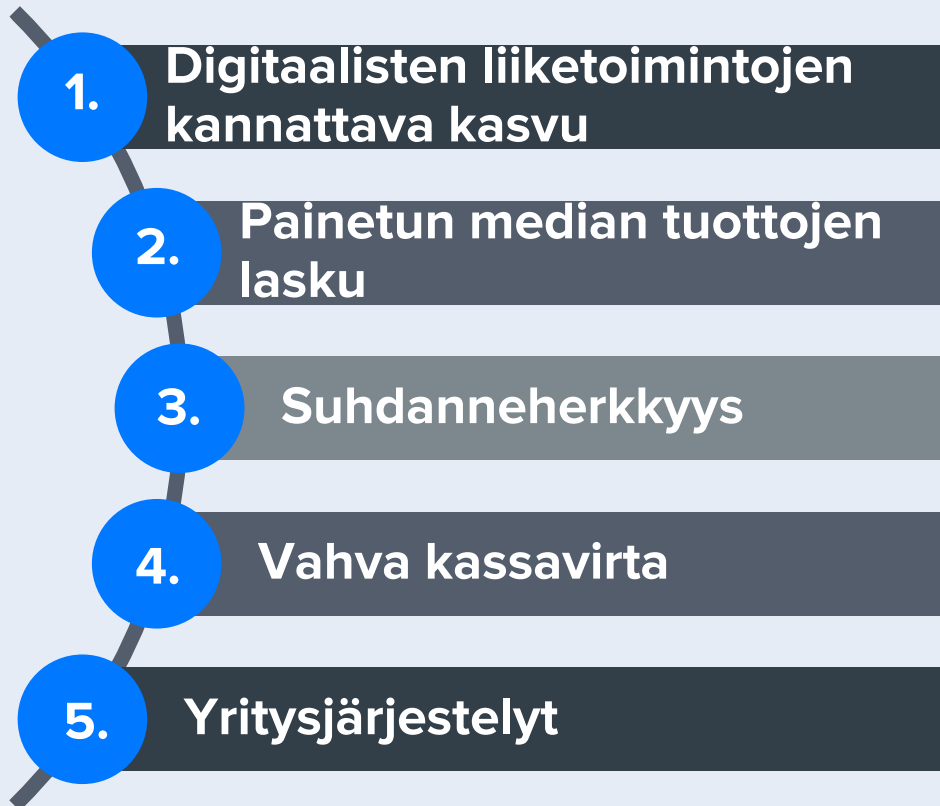 1. Digitaalisten liiketoimintojen
kannattava kasvu
2. Painetun median tuottojen
lasku
3. Suhdanneherkkyys
4. Vahva kassavirta
5. Yritysjärjestelyt